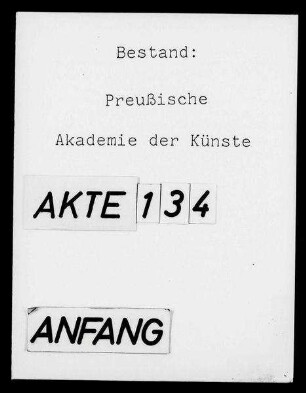 Bestand:
Preußische
Akademie der Künste
AKTE 134
ANFANG